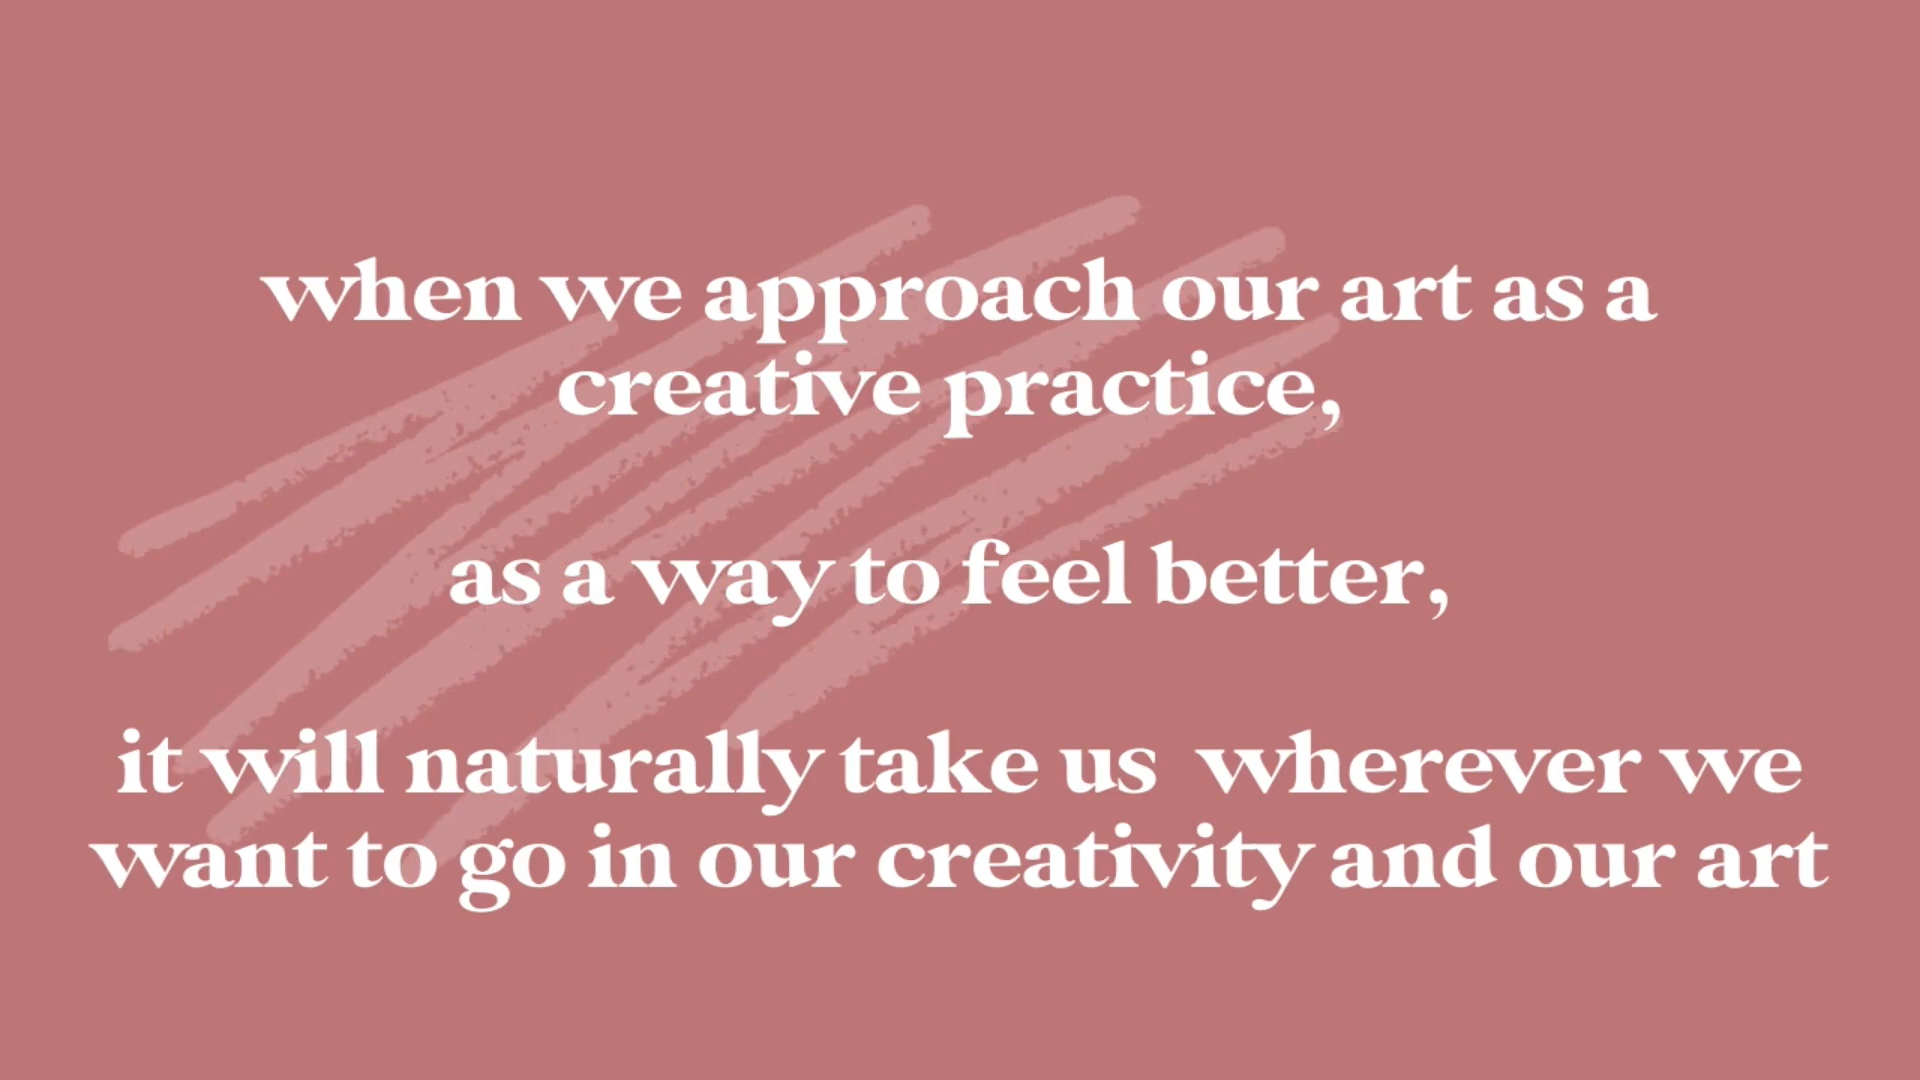 when we approach our art as a
creative practice,
as a way to feel better,
it will naturally take us  wherever we
want to go in our creativity and our art